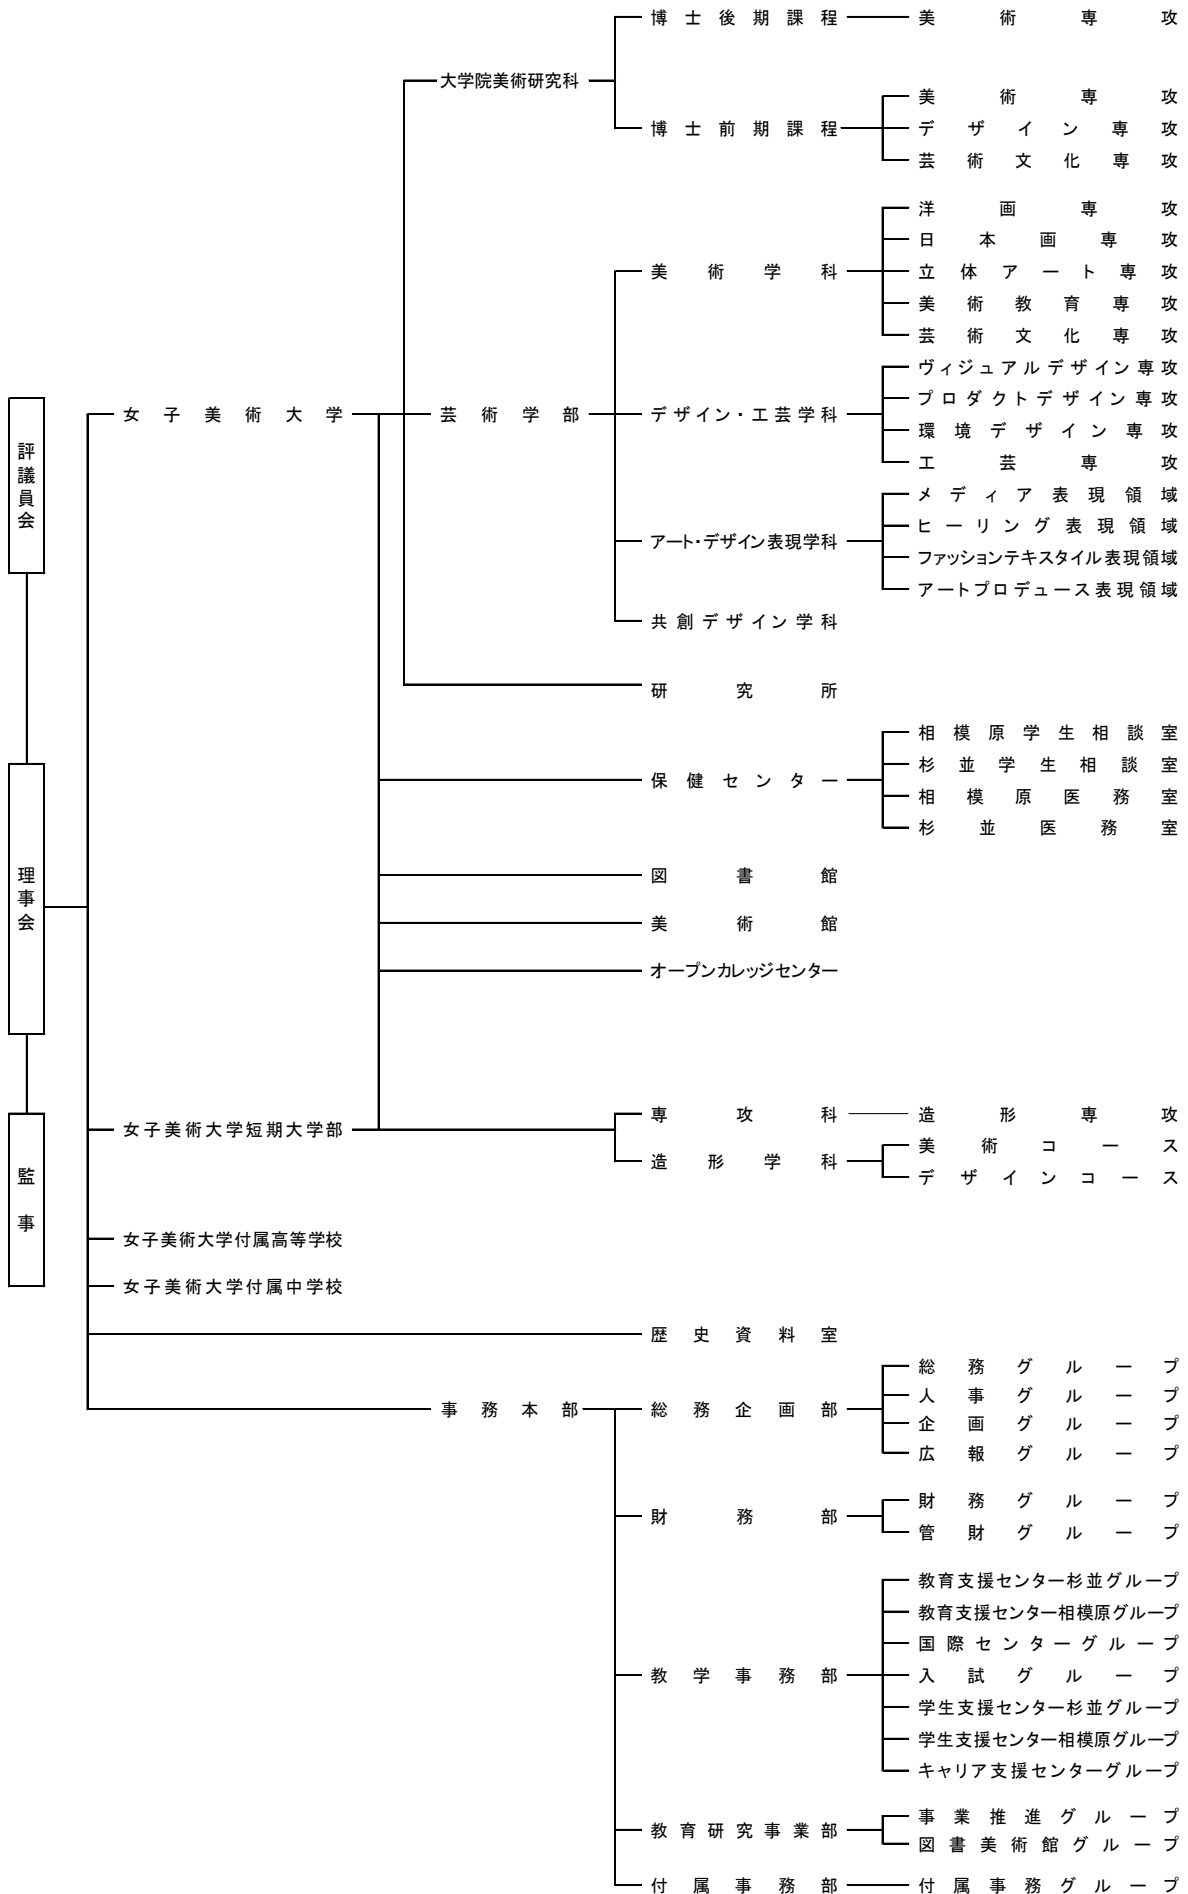 評議員会
理事会
監事
女子美術大学
大学院美術研究科
博士後期課程
美術専攻
博士前期課程
美術専攻
デザイン専攻
芸術文化専攻
芸術学部
美術学科
洋画専攻
日本画専攻
立体アート専攻
美術教育専攻
芸術文化専攻
デザイン・工芸学科
ヴィジュアルデザイン専攻
プロダクトデザイン専攻
環境デザイン専攻
工芸専攻
アート・デザイン表現学科
メディア表現領域
ヒーリング表現領域
ファッションテキスタイル表現領域
アートプロデュース表現領域
共創デザイン学科
研究所
保健センター
相模原学生相談室
杉並学生相談室
相模原医務室
杉並医務室
図書館
美術館
オープンカレッジセンター
女子美術大学短期大学部
専攻科
造形専攻
造形学科
美術コース
デザインコース
女子美術大学付属高等学校
女子美術大学付属中学校
歴史資料室
事務本部
総務企画部
総務グループ
人事グループ
企画グループ
広報グループ
財務部
財務グループ
管財グループ
教学事務部
教育支援センター杉並グループ
教育支援センター相模原グループ
国際センターグループ
入試グループ
学生支援センター杉並グループ
学生支援センター相模原グループ
キャリア支援センターグループ
教育研究事業部
事業推進グループ
図書美術館グループ
付属事務部
付属事務グループ